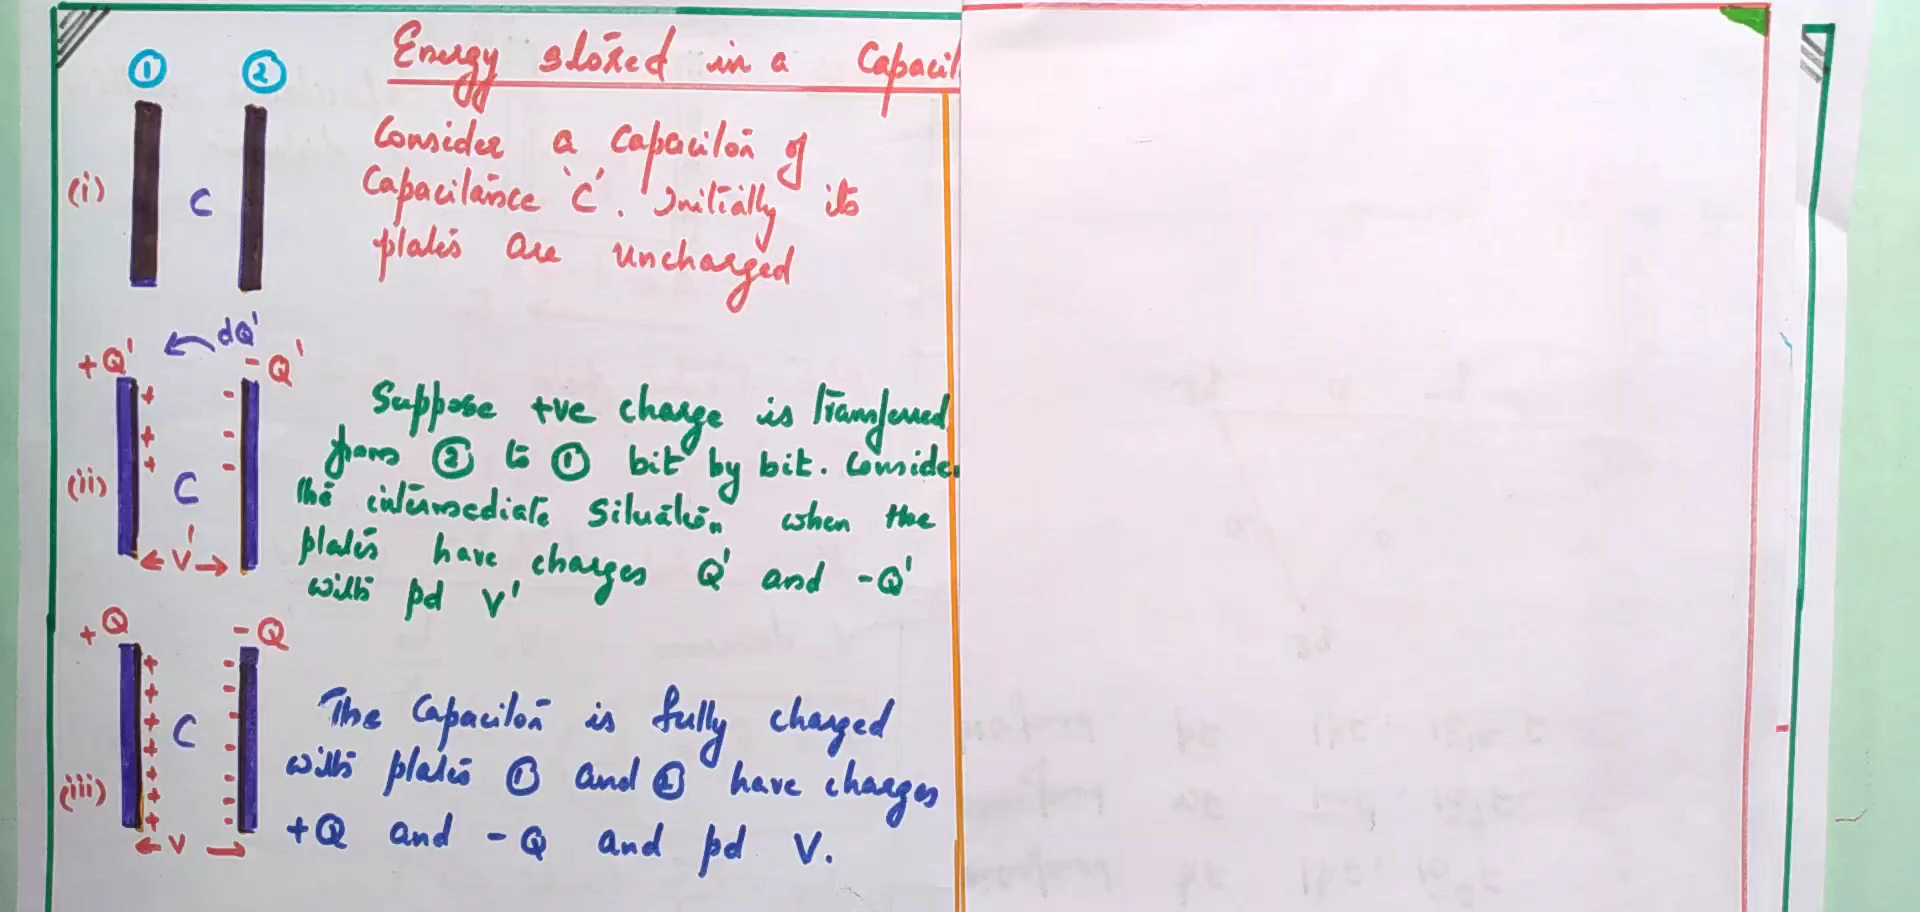 Energy stored in a Capacit
① ②
Consider a Capacitor of
Capacitance 'C'. Initially its
plates are uncharged
(i) C
dQ'
+Q' -Q'
+ -
+ -
+ -
Suppose +ve charge is transferred
from ② to ① bit by bit. Conside
the intermediate situation when the
plates have charges Q' and -Q'
with pd V'
(ii) C
V'
+Q -Q
+ -
+ -
+ -
+ -
+ -
+ -
+ -
The Capacitor is fully charged
with plates ① and ② have charges
+Q and -Q and pd V.
(iii) C
V